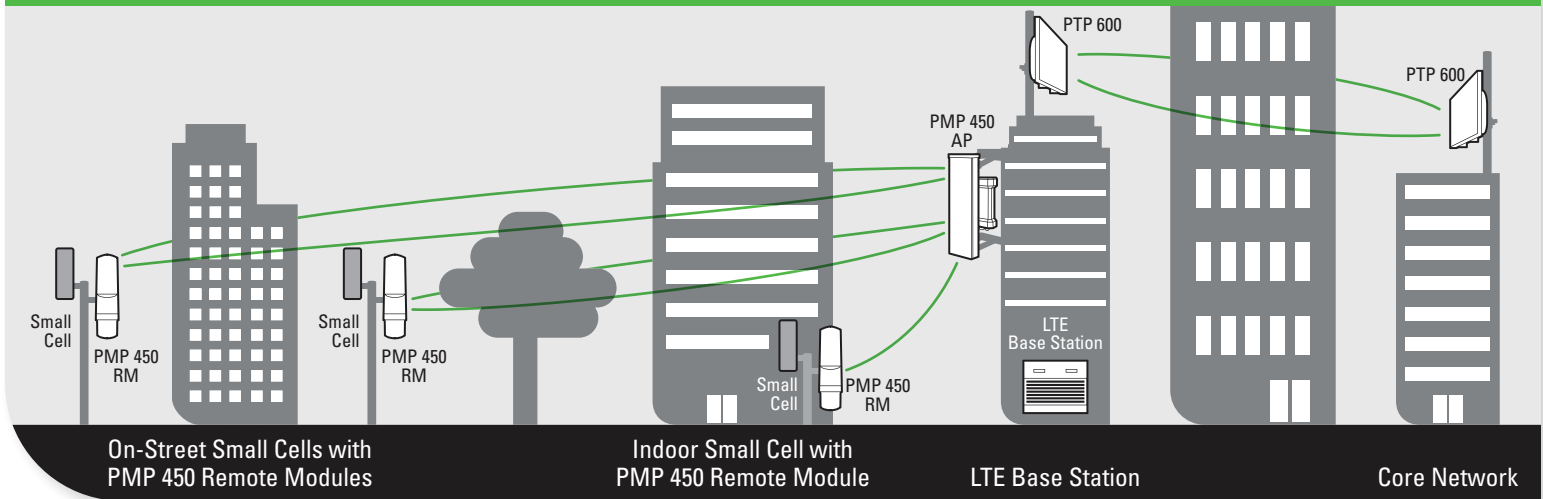 PTP 600
PTP 600
PMP 450
AP
Small
Cell
PMP 450
RM
Small
Cell
PMP 450
RM
Small
Cell
PMP 450
RM
LTE
Base Station
On-Street Small Cells with
PMP 450 Remote Modules
Indoor Small Cell with
PMP 450 Remote Module
LTE Base Station
Core Network